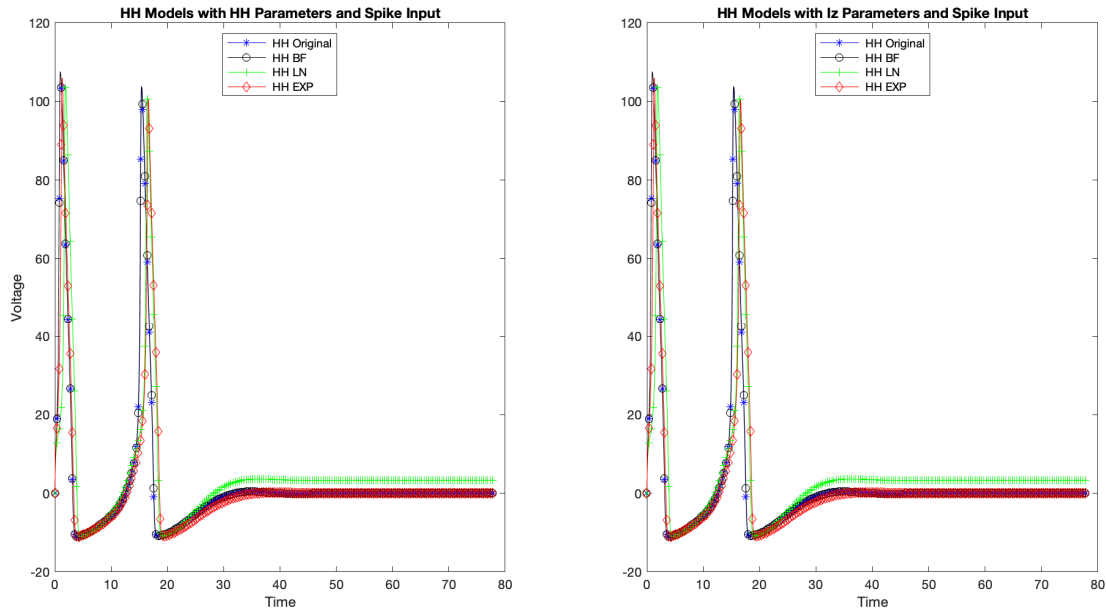 HH Models with HH Parameters and Spike Input
120
100
80
60
40
20
0
-20
Voltage
0 10 20 30 40 50 60 70 80
Time
HH Original
HH BF
HH LN
HH EXP
HH Models with Iz Parameters and Spike Input
120
100
80
60
40
20
0
-20
0 10 20 30 40 50 60 70 80
Time
HH Original
HH BF
HH LN
HH EXP